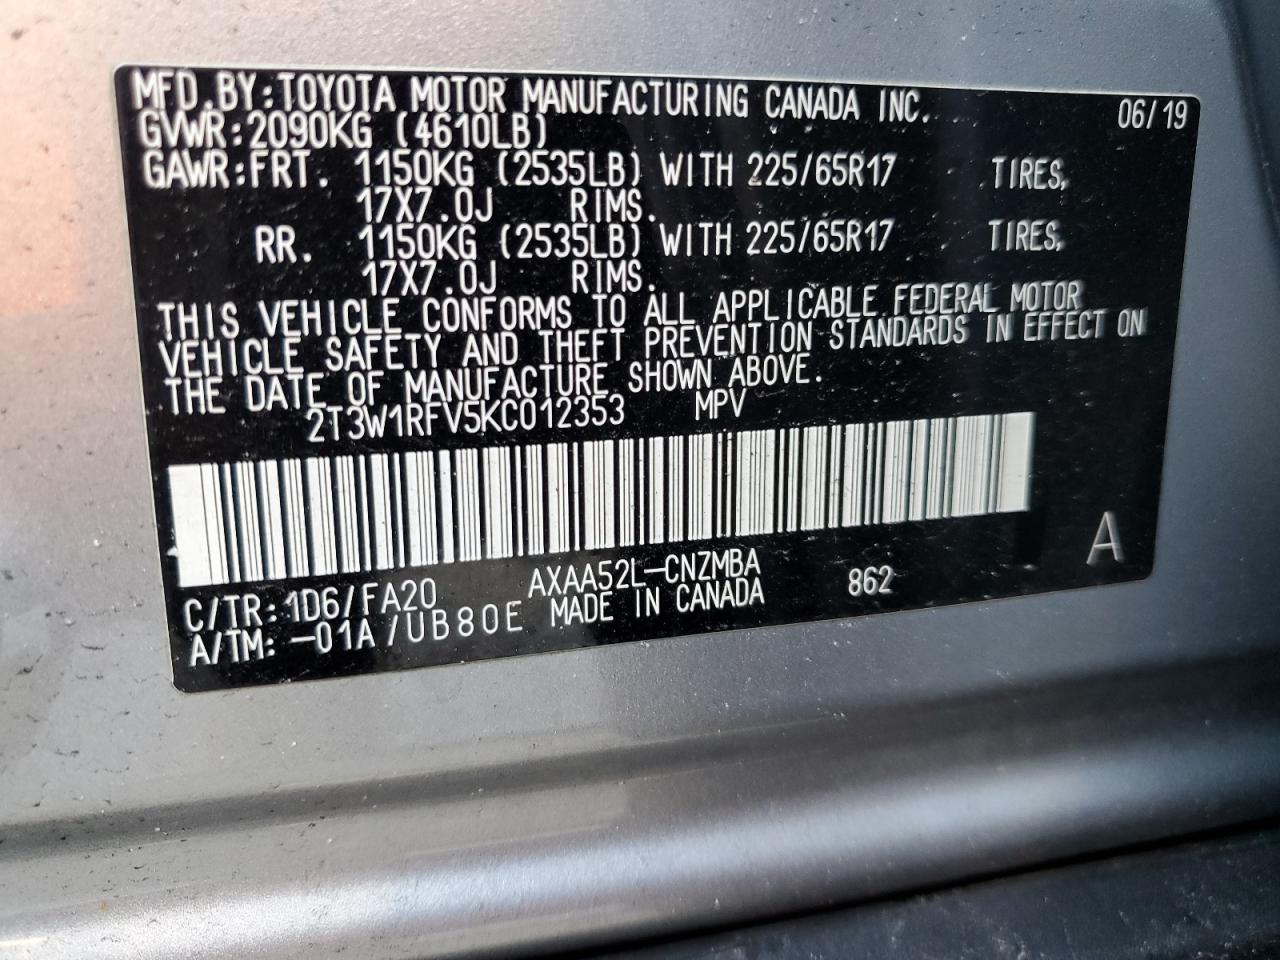 MFD.BY:TOYOTA MOTOR MANUFACTURING CANADA INC. 06/19
GVWR:2090KG (4610LB)
GAWR:FRT. 1150KG (2535LB) WITH 225/65R17 TIRES,
17X7.0J RIMS.
RR. 1150KG (2535LB) WITH 225/65R17 TIRES,
17X7.0J RIMS.
THIS VEHICLE CONFORMS TO ALL APPLICABLE FEDERAL MOTOR
VEHICLE SAFETY AND THEFT PREVENTION STANDARDS IN EFFECT ON
THE DATE OF MANUFACTURE SHOWN ABOVE.
2T3W1RFV5KC012353 MPV
A
C/TR:1D6/FA20 AXAA52L-CNZMBA 862
A/TM:-01A/UB80E MADE IN CANADA